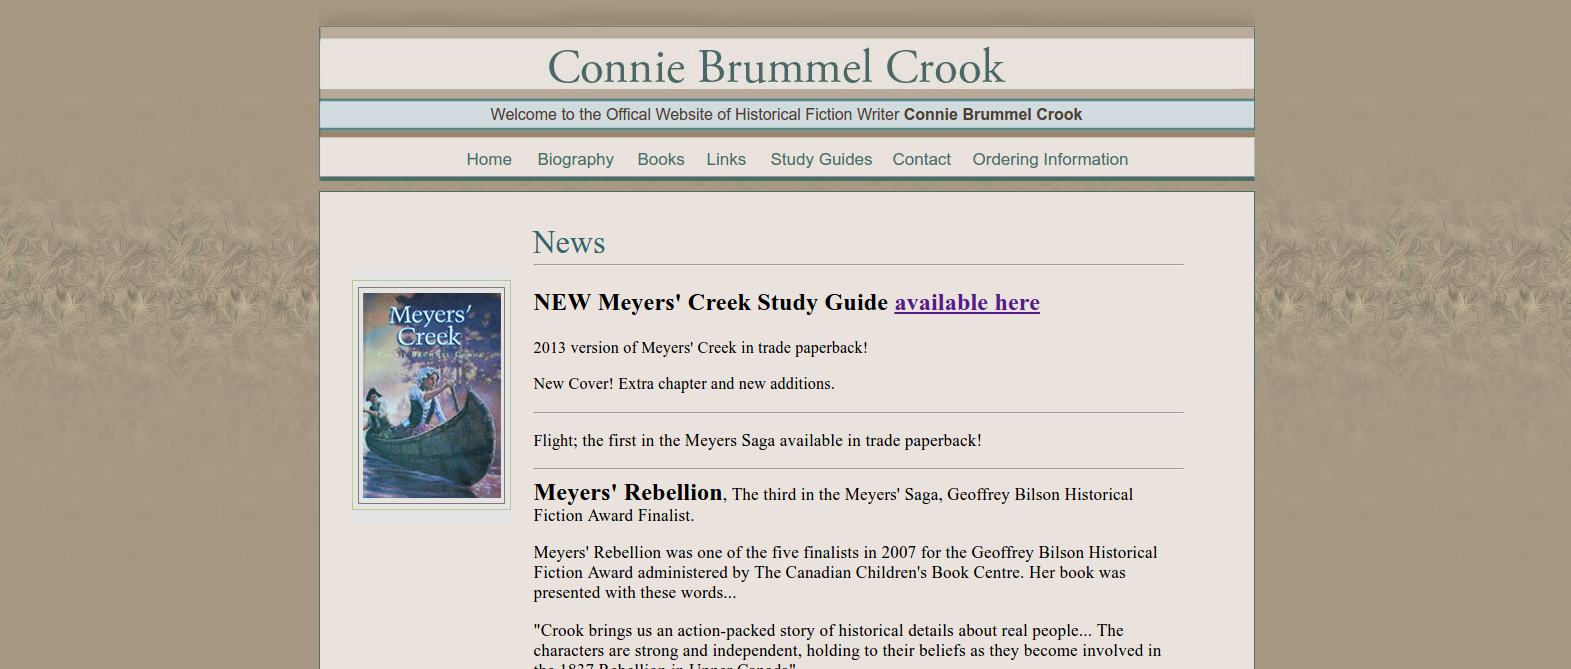 Connie Brummel Crook
Welcome to the Offical Website of Historical Fiction Writer Connie Brummel Crook
Home Biography Books Links Study Guides Contact Ordering Information
News
Meyers'
Creek
CONNIE BRUMMEL CROOK
NEW Meyers' Creek Study Guide available here
2013 version of Meyers' Creek in trade paperback!
New Cover! Extra chapter and new additions.
Flight; the first in the Meyers Saga available in trade paperback!
Meyers' Rebellion, The third in the Meyers' Saga, Geoffrey Bilson Historical
Fiction Award Finalist.
Meyers' Rebellion was one of the five finalists in 2007 for the Geoffrey Bilson Historical
Fiction Award administered by The Canadian Children's Book Centre. Her book was
presented with these words...
"Crook brings us an action-packed story of historical details about real people... The
characters are strong and independent, holding to their beliefs as they become involved in
the 1837 Rebellion in Upper Canada"